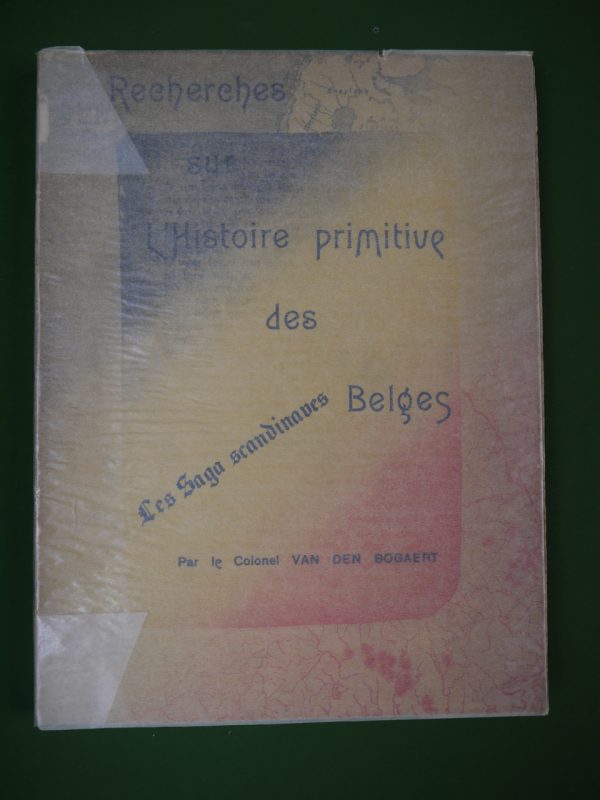 Recherches
sur
L'Histoire primitive
des
Belges
Les Saga scandinaves
Par le Colonel VAN DEN BOGAERT